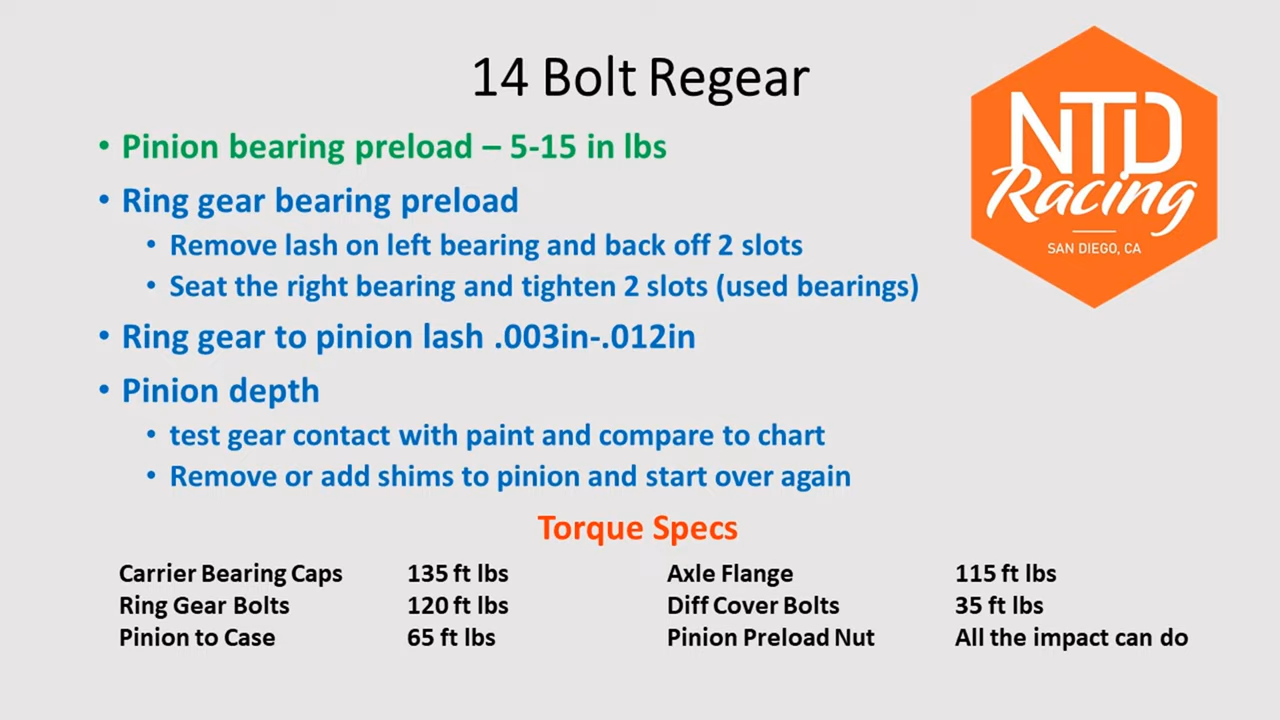 14 Bolt Regear
NTD
Racing
SAN DIEGO, CA
• Pinion bearing preload – 5-15 in lbs
• Ring gear bearing preload
• Remove lash on left bearing and back off 2 slots
• Seat the right bearing and tighten 2 slots (used bearings)
• Ring gear to pinion lash .003in-.012in
• Pinion depth
• test gear contact with paint and compare to chart
• Remove or add shims to pinion and start over again
Torque Specs
Carrier Bearing Caps 135 ft lbs Axle Flange 115 ft lbs
Ring Gear Bolts 120 ft lbs Diff Cover Bolts 35 ft lbs
Pinion to Case 65 ft lbs Pinion Preload Nut All the impact can do